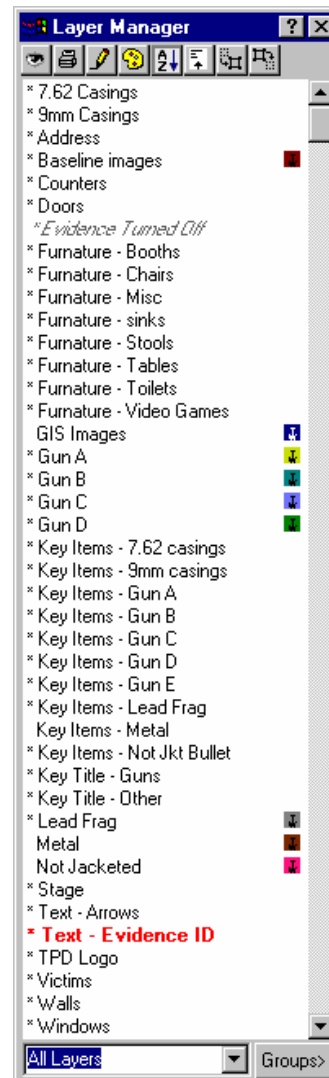 Layer Manager
* 7.62 Casings
* 9mm Casings
* Address
* Baseline images
* Counters
* Doors
*Evidence Turned Off
* Furnature - Booths
* Furnature - Chairs
* Furnature - Misc
* Furnature - sinks
* Furnature - Stools
* Furnature - Tables
* Furnature - Toilets
* Furnature - Video Games
GIS Images
* Gun A
* Gun B
* Gun C
* Gun D
* Key Items - 7.62 casings
* Key Items - 9mm casings
* Key Items - Gun A
* Key Items - Gun B
* Key Items - Gun C
* Key Items - Gun D
* Key Items - Gun E
* Key Items - Lead Frag
Key Items - Metal
* Key Items - Not Jkt Bullet
* Key Title - Guns
* Key Title - Other
* Lead Frag
Metal
Not Jacketed
* Stage
* Text - Arrows
* Text - Evidence ID
* TPD Logo
* Victims
* Walls
* Windows
All Layers Groups>